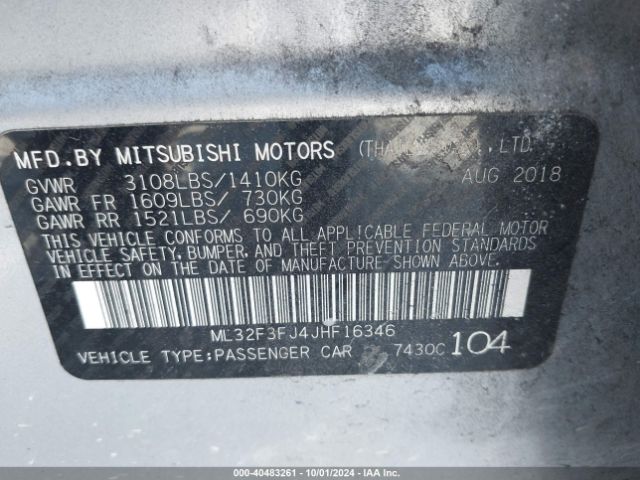 MFD.BY MITSUBISHI MOTORS (THAILAND) CO., LTD.
GVWR 3108LBS/1410KG AUG 2018
GAWR FR 1609LBS/ 730KG
GAWR RR 1521LBS/ 690KG
THIS VEHICLE CONFORMS TO ALL APPLICABLE FEDERAL MOTOR
VEHICLE SAFETY, BUMPER, AND THEFT PREVENTION STANDARDS
IN EFFECT ON THE DATE OF MANUFACTURE SHOWN ABOVE.
ML32F3FJ4JHF16346
VEHICLE TYPE:PASSENGER CAR 7430C 104
000-40483261 - 10/01/2024 - IAA Inc.